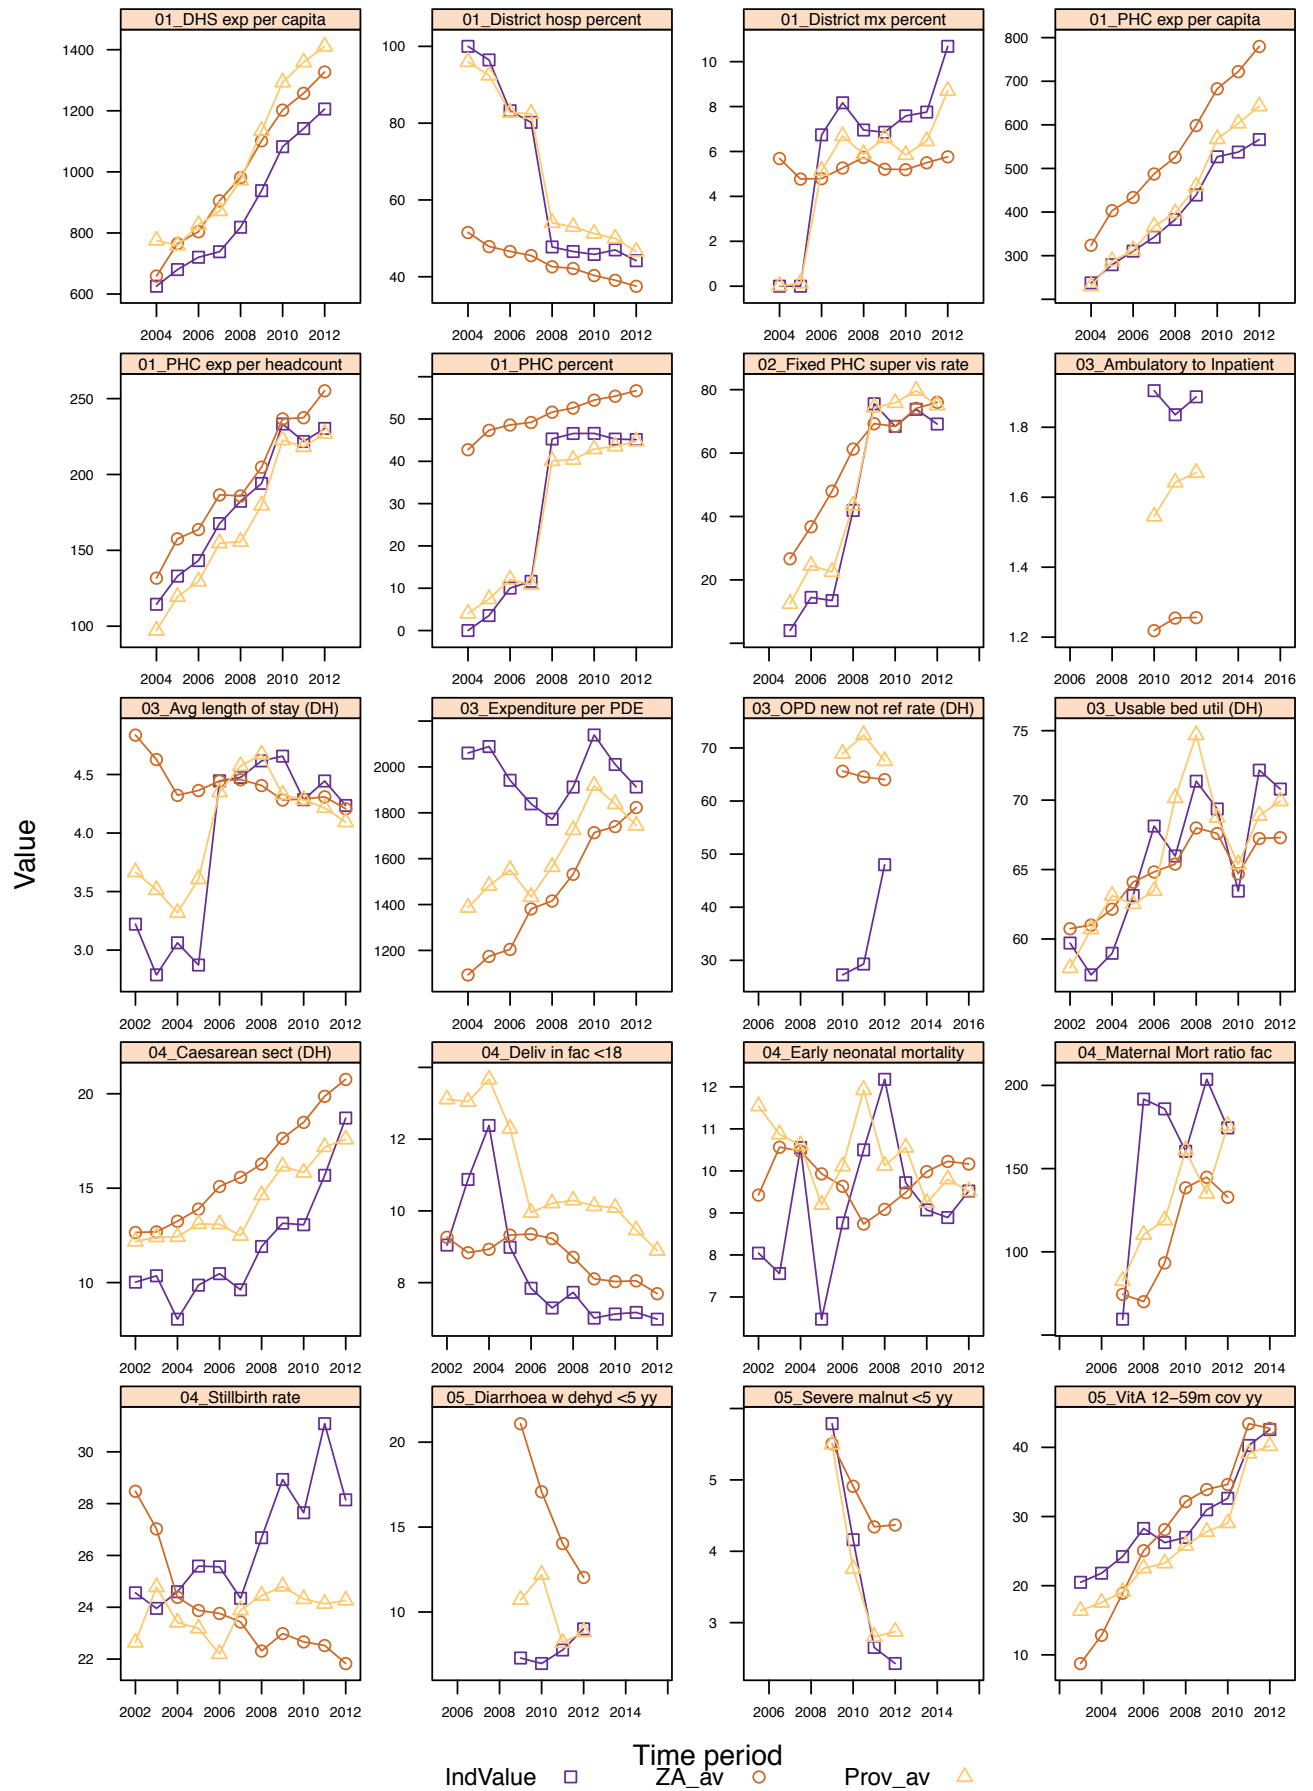 01_DHS exp per capita
01_District hosp percent
01_District mx percent
01_PHC exp per capita
1400
1200
1000
800
600
100
80
60
40
10
8
6
4
2
0
800
700
600
500
400
300
2004 2006 2008 2010 2012
2004 2006 2008 2010 2012
2004 2006 2008 2010 2012
2004 2006 2008 2010 2012
01_PHC exp per headcount
01_PHC percent
02_Fixed PHC super vis rate
03_Ambulatory to Inpatient
250
200
150
100
50
40
30
20
10
0
80
60
40
20
1.8
1.6
1.4
1.2
2004 2006 2008 2010 2012
2004 2006 2008 2010 2012
2004 2006 2008 2010 2012
2006 2008 2010 2012 2014 2016
03_Avg length of stay (DH)
03_Expenditure per PDE
03_OPD new not ref rate (DH)
03_Usable bed util (DH)
4.5
4.0
3.5
3.0
2000
1800
1600
1400
1200
70
60
50
40
30
75
70
65
60
2002 2004 2006 2008 2010 2012
2004 2006 2008 2010 2012
2006 2008 2010 2012 2014 2016
2002 2004 2006 2008 2010 2012
04_Caesarean sect (DH)
04_Deliv in fac <18
04_Early neonatal mortality
04_Maternal Mort ratio fac
20
15
10
12
10
8
12
11
10
9
8
7
200
150
100
2002 2004 2006 2008 2010 2012
2002 2004 2006 2008 2010 2012
2002 2004 2006 2008 2010 2012
2006 2008 2010 2012 2014
04_Stillbirth rate
05_Diarrhoea w dehyd <5 yy
05_Severe malnut <5 yy
05_VitA 12−59m cov yy
30
28
26
24
22
20
15
10
5
4
3
40
30
20
10
2002 2004 2006 2008 2010 2012
2006 2008 2010 2012 2014
2006 2008 2010 2012 2014
2004 2006 2008 2010 2012
Value
Time period
IndValue ZA_av Prov_av